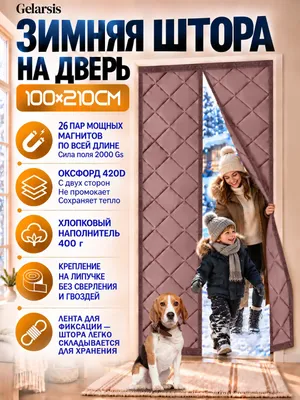 Gelarsis
ЗИМНЯЯ ШТОРА
НА ДВЕРЬ
100×210СМ
26 ПАР МОЩНЫХ
МАГНИТОВ
ПО ВСЕЙ ДЛИНЕ
Сила поля 2000 Gs
ОКСФОРД 420D
С двух сторон
Не промокает
Сохраняет тепло
ХЛОПКОВЫЙ
НАПОЛНИТЕЛЬ
400 г
КРЕПЛЕНИЕ
НА ЛИПУЧКЕ
БЕЗ СВЕРЛЕНИЯ
И ГВОЗДЕЙ
ЛЕНТА ДЛЯ
ФИКСАЦИИ —
ШТОРА ЛЕГКО
СКЛАДЫВАЕТСЯ
ДЛЯ ХРАНЕНИЯ